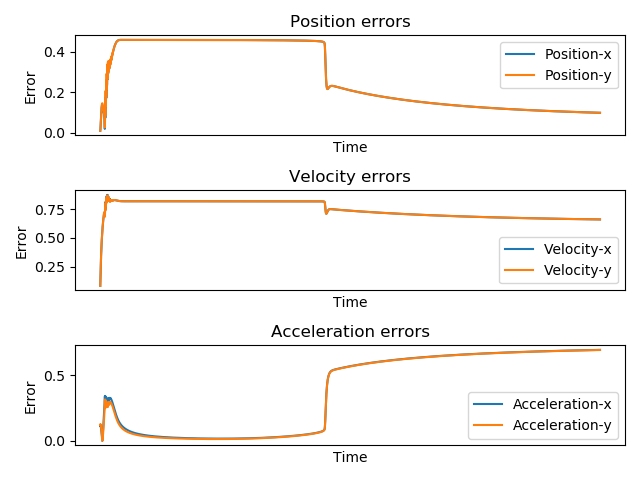 Position errors
0.4
0.2
0.0
Error
Position-x
Position-y
Time
Velocity errors
0.75
0.50
0.25
Error
Velocity-x
Velocity-y
Time
Acceleration errors
0.5
0.0
Error
Acceleration-x
Acceleration-y
Time